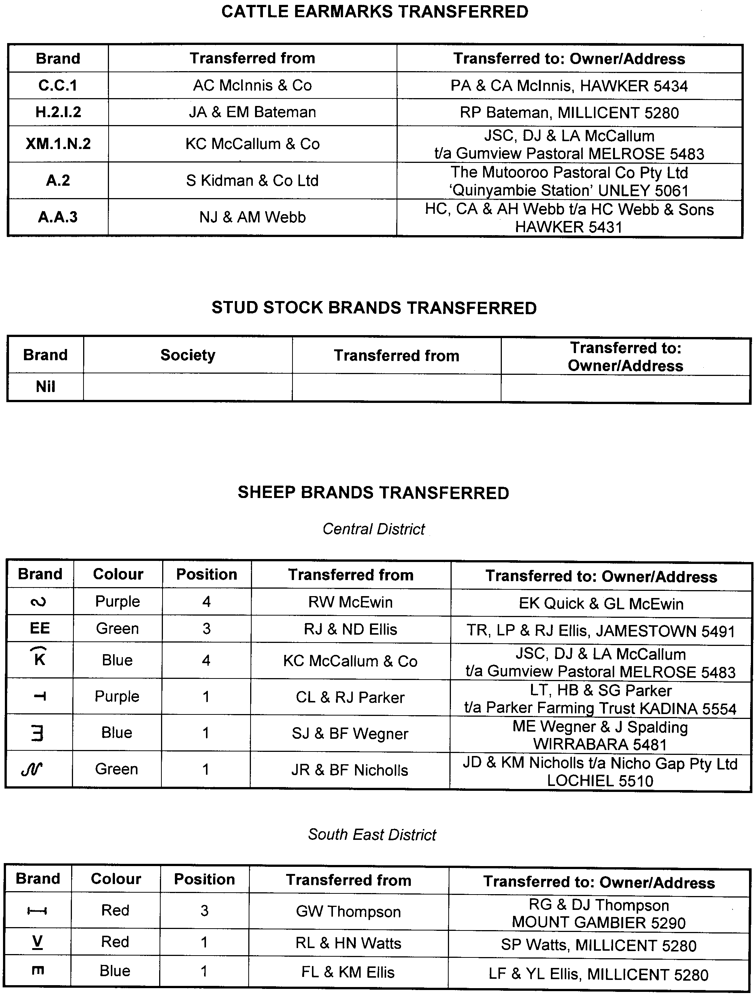 CATTLE EARMARKS TRANSFERRED
Brand Transferred from Transferred to: Owner/Address
C.C.1 AC McInnis & Co PA & CA McInnis, HAWKER 5434
H.2.I.2 JA & EM Bateman RP Bateman, MILLICENT 5280
XM.1.N.2 KC McCallum & Co JSC, DJ & LA McCallum
t/a Gumview Pastoral MELROSE 5483
A.2 S Kidman & Co Ltd The Mutooroo Pastoral Co Pty Ltd
‘Quinyambie Station’ UNLEY 5061
A.A.3 NJ & AM Webb HC, CA & AH Webb t/a HC Webb & Sons
HAWKER 5431
STUD STOCK BRANDS TRANSFERRED
Brand Society Transferred from Transferred to:
Owner/Address
Nil
SHEEP BRANDS TRANSFERRED
Central District
Brand Colour Position Transferred from Transferred to: Owner/Address
Purple 4 RW McEwin EK Quick & GL McEwin
EE Green 3 RJ & ND Ellis TR, LP & RJ Ellis, JAMESTOWN 5491
K Blue 4 KC McCallum & Co JSC, DJ & LA McCallum
t/a Gumview Pastoral MELROSE 5483
Purple 1 CL & RJ Parker LT, HB & SG Parker
t/a Parker Farming Trust KADINA 5554
Blue 1 SJ & BF Wegner ME Wegner & J Spalding
WIRRABARA 5481
Green 1 JR & BF Nicholls JD & KM Nicholls t/a Nicho Gap Pty Ltd
LOCHIEL 5510
South East District
Brand Colour Position Transferred from Transferred to: Owner/Address
Red 3 GW Thompson RG & DJ Thompson
MOUNT GAMBIER 5290
V Red 1 RL & HN Watts SP Watts, MILLICENT 5280
Blue 1 FL & KM Ellis LF & YL Ellis, MILLICENT 5280